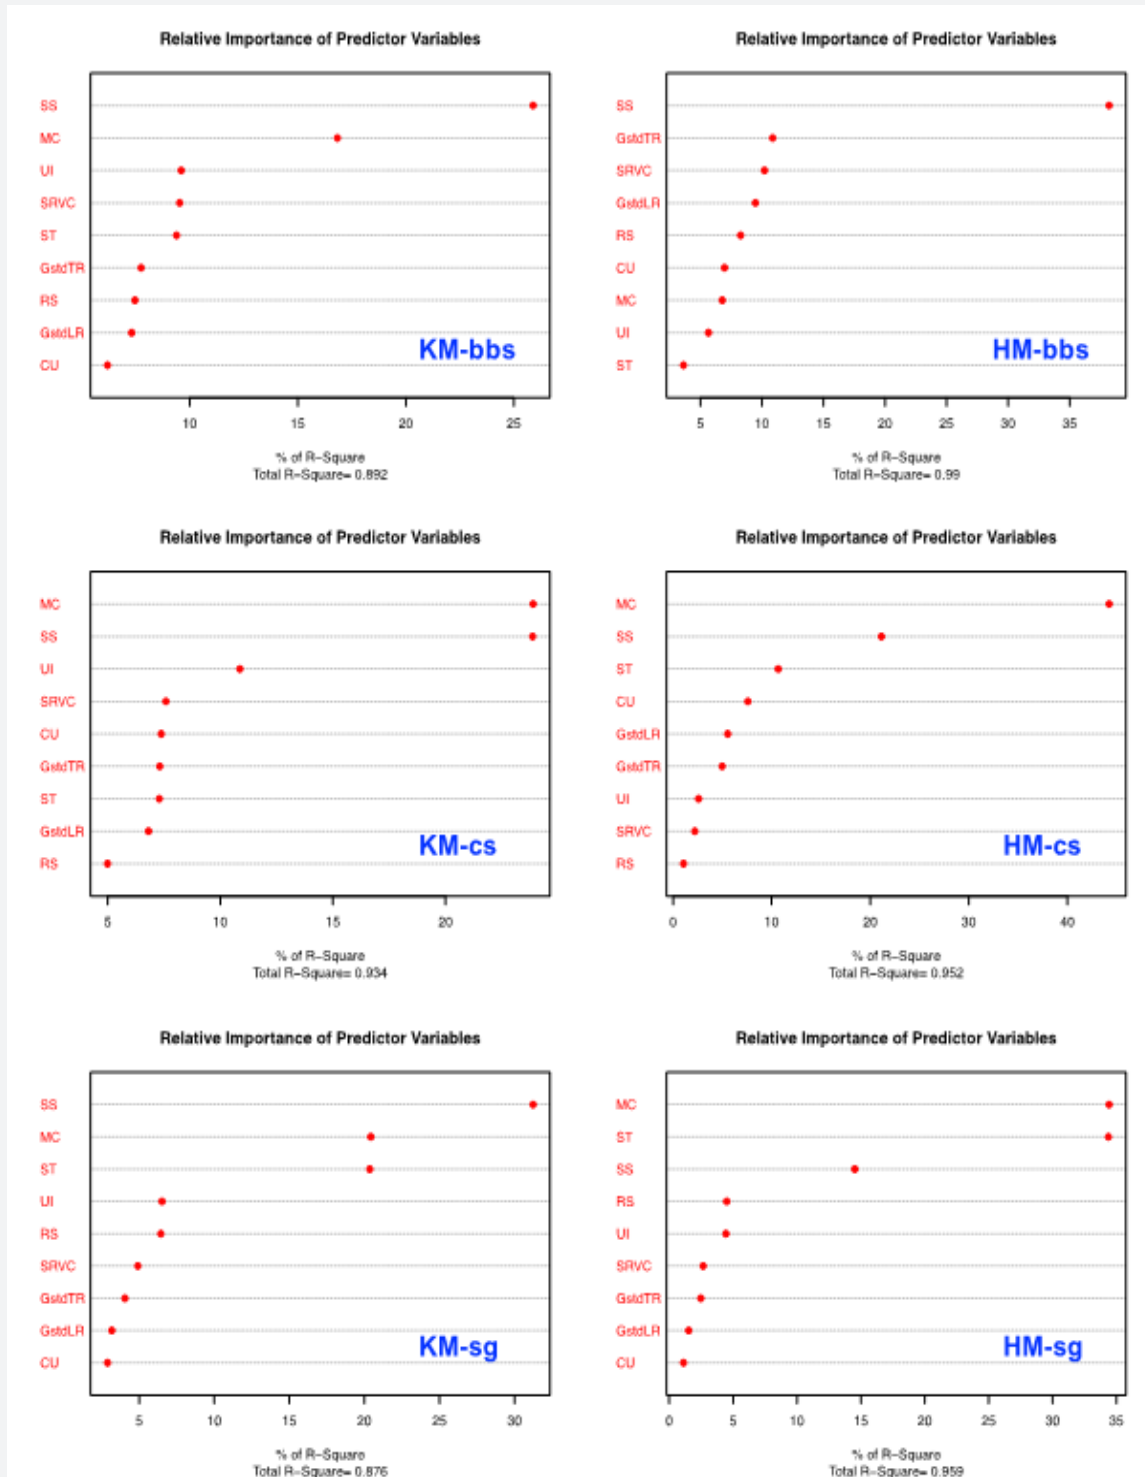 Relative Importance of Predictor Variables
SS
MC
UI
SRVC
ST
GstdTR
RS
GstdLR
CU
KM-bbs
10 15 20 25
% of R-Square
Total R-Square= 0.892
Relative Importance of Predictor Variables
SS
GstdTR
SRVC
GstdLR
RS
CU
MC
UI
ST
HM-bbs
5 10 15 20 25 30 35
% of R-Square
Total R-Square= 0.99
Relative Importance of Predictor Variables
MC
SS
UI
SRVC
CU
GstdTR
ST
GstdLR
RS
KM-cs
5 10 15 20
% of R-Square
Total R-Square= 0.934
Relative Importance of Predictor Variables
MC
SS
ST
CU
GstdLR
GstdTR
UI
SRVC
RS
HM-cs
0 10 20 30 40
% of R-Square
Total R-Square= 0.952
Relative Importance of Predictor Variables
SS
MC
ST
UI
RS
SRVC
GstdTR
GstdLR
CU
KM-sg
5 10 15 20 25 30
% of R-Square
Total R-Square= 0.876
Relative Importance of Predictor Variables
MC
ST
SS
RS
UI
SRVC
GstdTR
GstdLR
CU
HM-sg
0 5 10 15 20 25 30 35
% of R-Square
Total R-Square= 0.959